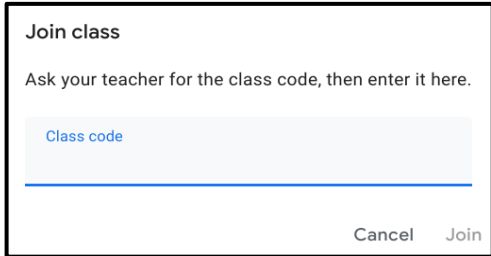 Join class
Ask your teacher for the class code, then enter it here.
Class code
Cancel Join